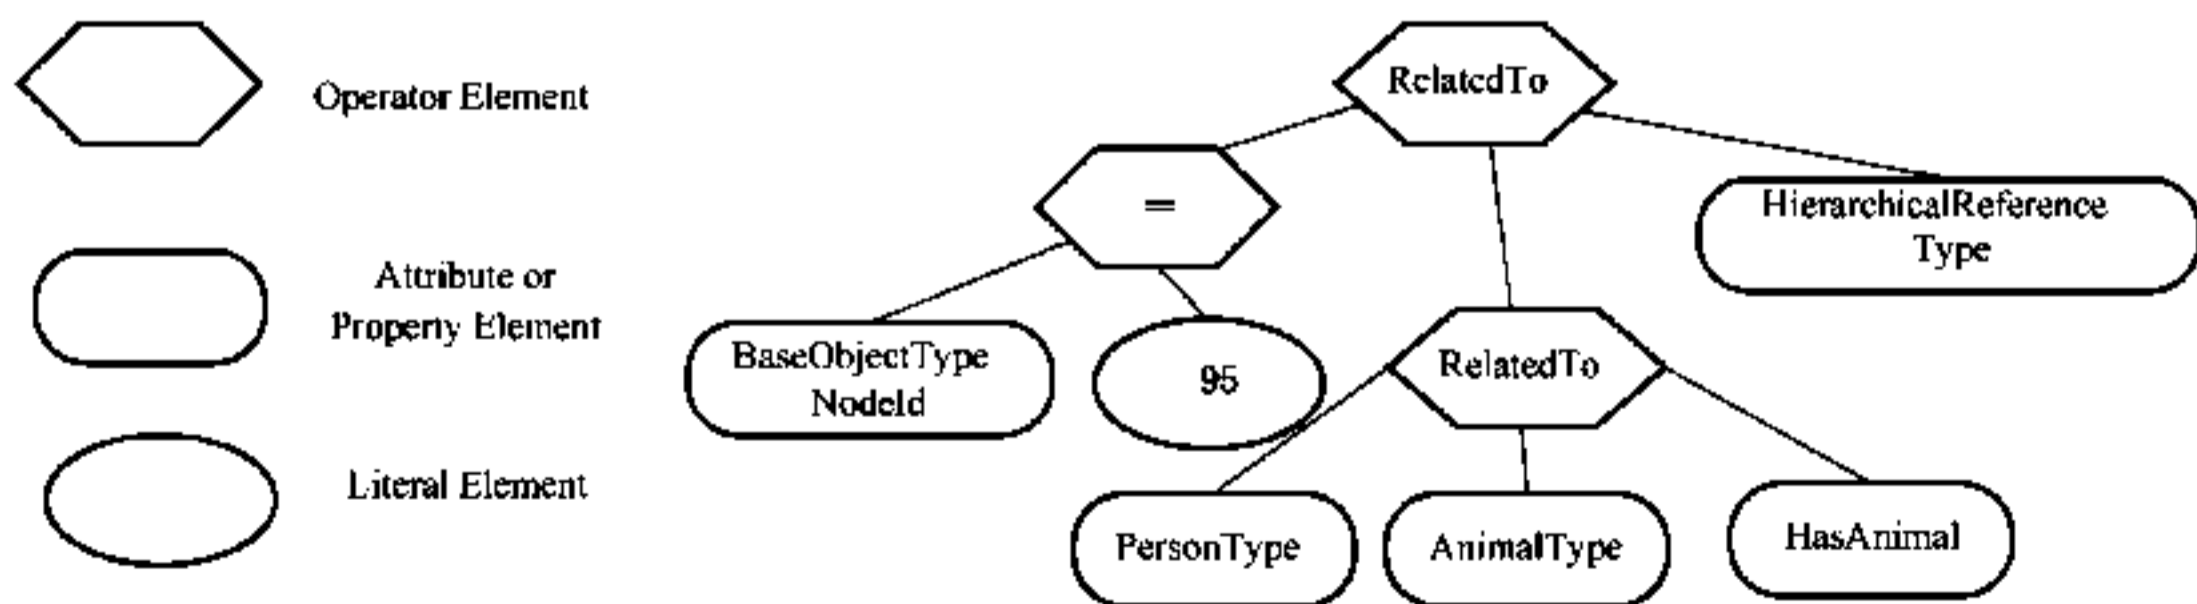 Operator Element
Attribute or
Property Element
Literal Element
RelatedTo
=
HierarchicalReference
Type
BaseObjectType
NodeId
95
RelatedTo
PersonType
AnimalType
HasAnimal